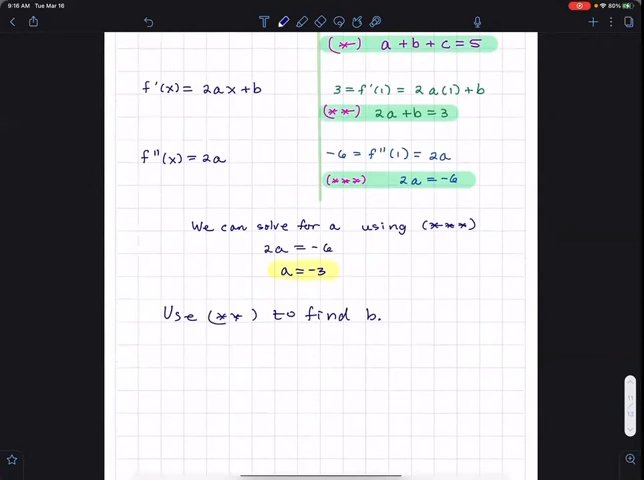 9:16 AM Tue Mar 16
80%
(*) a + b + c = 5
f'(x) = 2ax + b
3 = f'(1) = 2a(1) + b
(**) 2a + b = 3
f''(x) = 2a
-6 = f''(1) = 2a
(***) 2a = -6
We can solve for a using (***)
2a = -6
a = -3
Use (**) to find b.